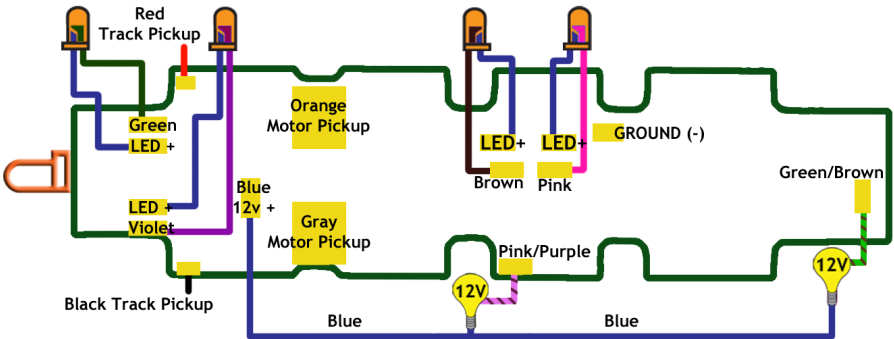 Red
Track Pickup
Green
LED +
Orange
Motor Pickup
LED+
LED+
GROUND (-)
Brown
Pink
Green/Brown
LED +
Violet
Blue
12v +
Gray
Motor Pickup
Pink/Purple
12V
12V
Black Track Pickup
Blue
Blue